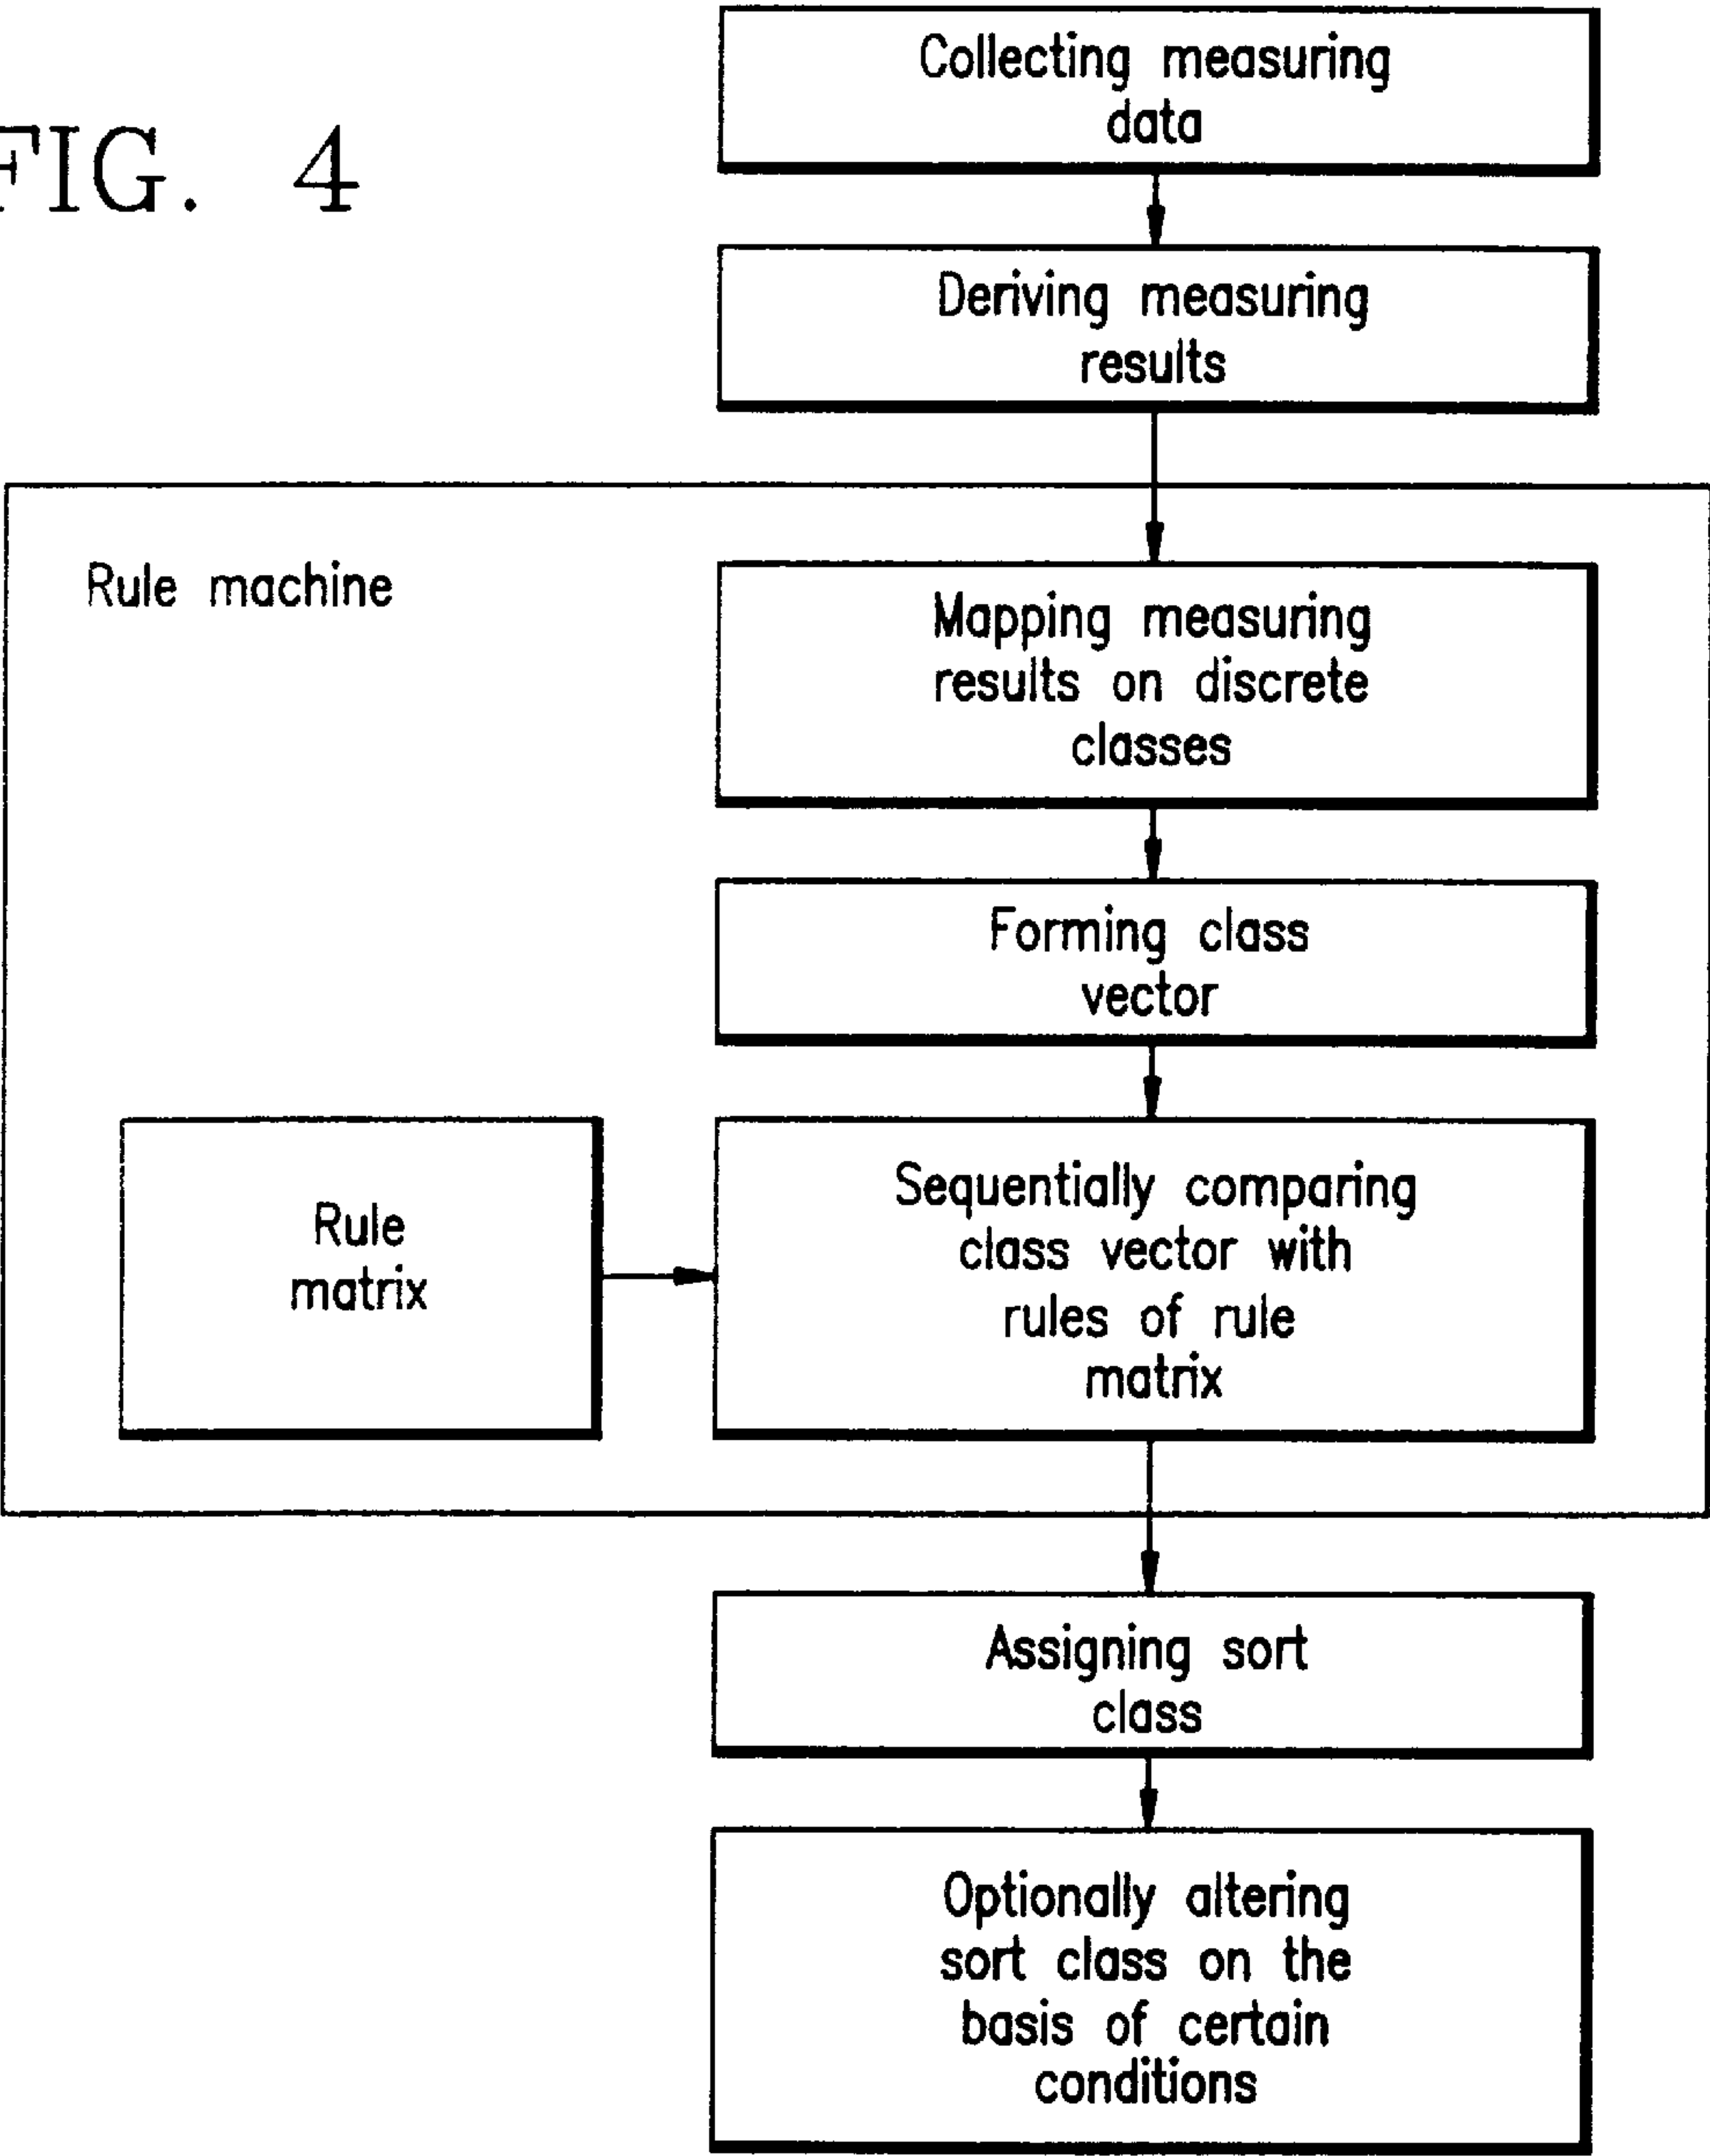 FIG. 4
Collecting measuring
data
Deriving measuring
results
Rule machine
Mapping measuring
results on discrete
classes
Forming class
vector
Rule
matrix
Sequentially comparing
class vector with
rules of rule
matrix
Assigning sort
class
Optionally altering
sort class on the
basis of certain
conditions